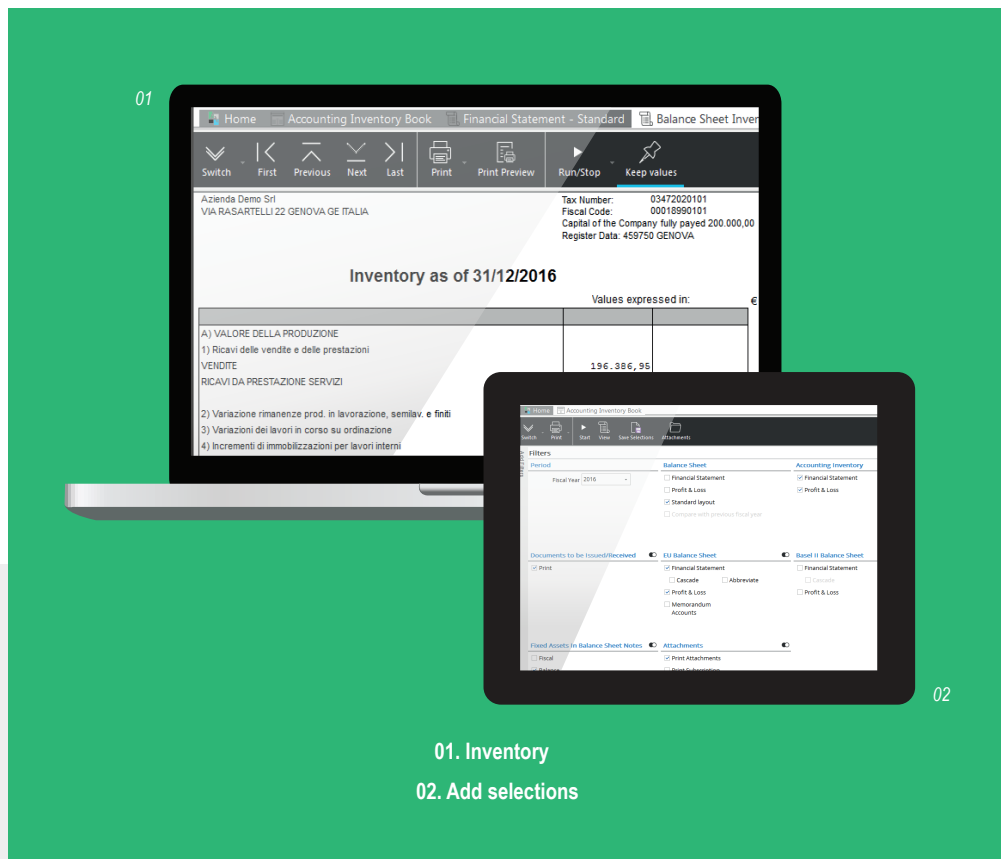 01
Home Accounting Inventory Book Financial Statement - Standard Balance Sheet Inver
Switch First Previous Next Last Print Print Preview Run/Stop Keep values
Azienda Demo Srl
VIA RASARTELLI 22 GENOVA GE ITALIA
Tax Number: 03472020101
Fiscal Code: 00018990101
Capital of the Company fully payed 200.000,00
Register Data: 459750 GENOVA
Inventory as of 31/12/2016
Values expressed in: €
A) VALORE DELLA PRODUZIONE
1) Ricavi delle vendite e delle prestazioni
VENDITE 196.386,95
RICAVI DA PRESTAZIONE SERVIZI
2) Variazione rimanenze prod. in lavorazione, semilav. e finiti
3) Variazioni dei lavori in corso su ordinazione
4) Incrementi di immobilizzazioni per lavori interni
Home Accounting Inventory Book
Switch Print Start View Save Selections Attachments
Add Filters
Filters
Period Balance Sheet Accounting Inventory
Fiscal Year 2016 Financial Statement Financial Statement
Profit & Loss Profit & Loss
Standard layout
Compare with previous fiscal year
Documents to be Issued/Received EU Balance Sheet Basel II Balance Sheet
Print Financial Statement Financial Statement
Cascade Abbreviate Cascade
Profit & Loss Profit & Loss
Memorandum
Accounts
Fixed Assets In Balance Sheet Notes Attachments
Fiscal Print Attachments
Balance Print Subscription
02
01. Inventory
02. Add selections